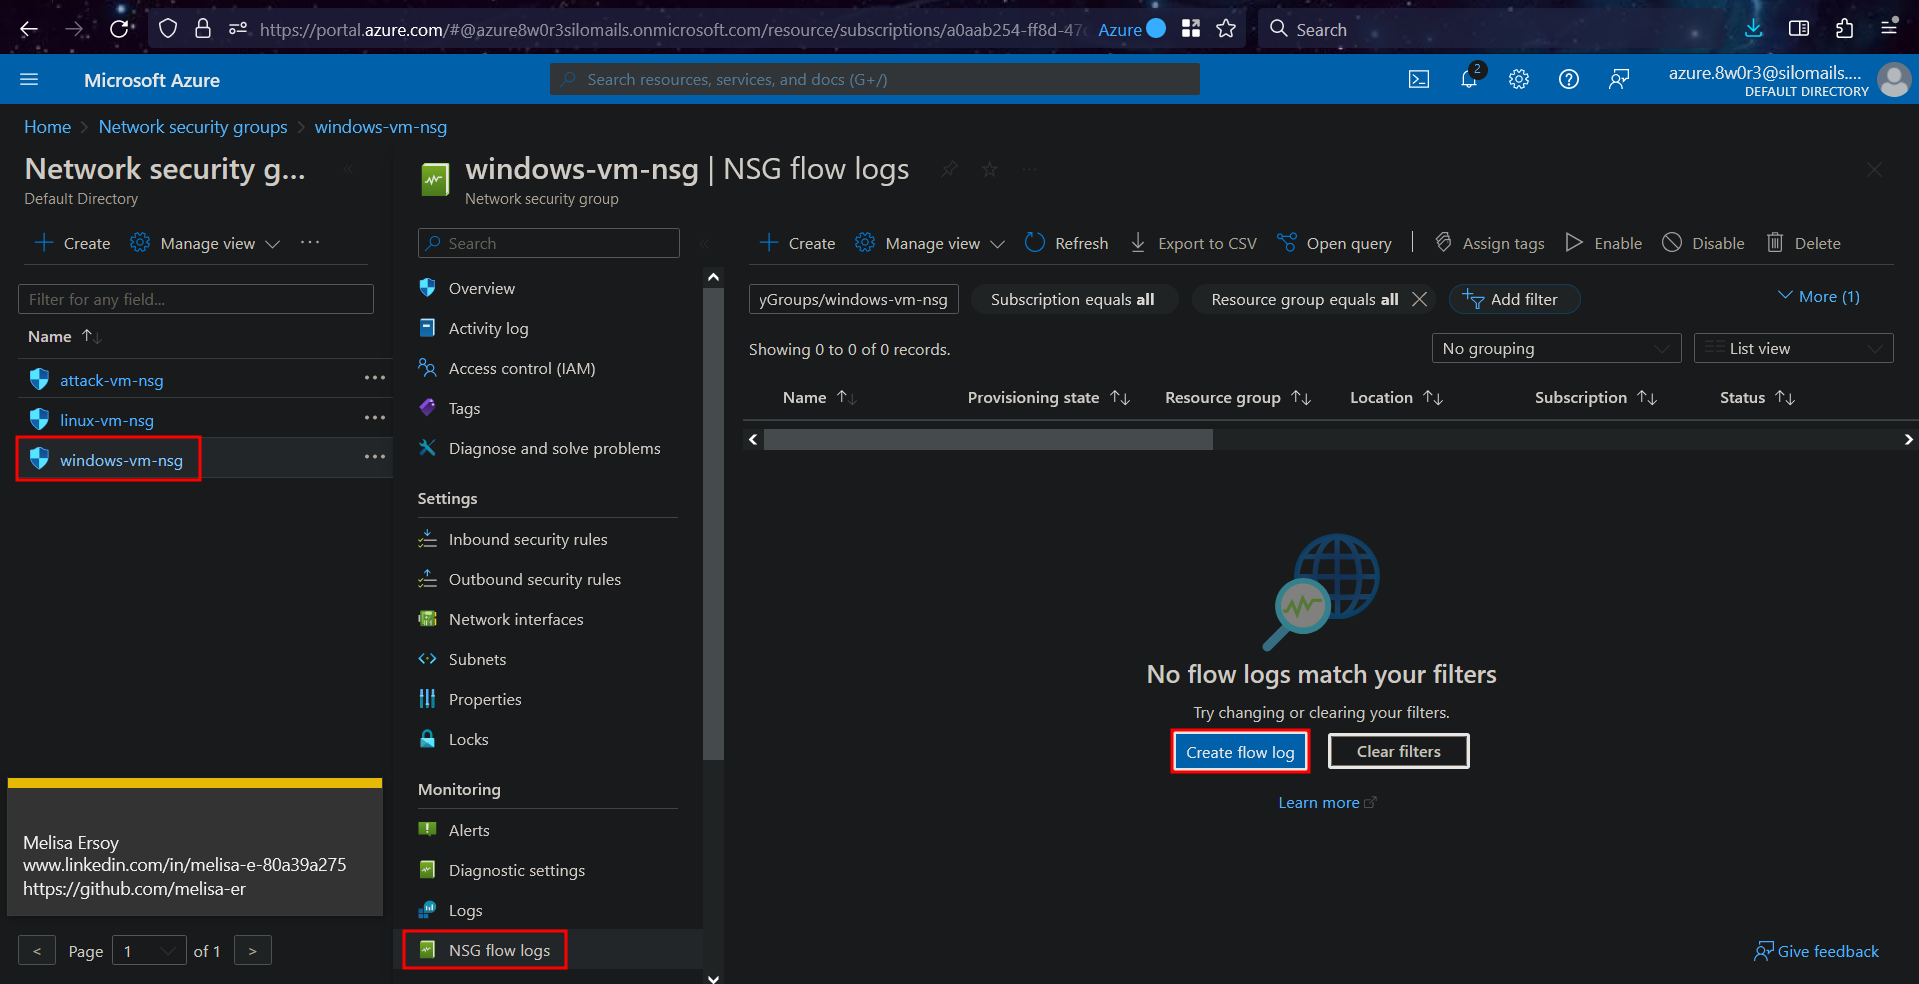 https://portal.azure.com/#@azure8w0r3silomails.onmicrosoft.com/resource/subscriptions/a0aab254-ff8d-47
Azure
Search
Microsoft Azure
Search resources, services, and docs (G+/)
2
azure.8w0r3@silomails....
DEFAULT DIRECTORY
Home > Network security groups > windows-vm-nsg
Network security g...
Default Directory
windows-vm-nsg | NSG flow logs
Network security group
Create
Manage view
Filter for any field...
Name
attack-vm-nsg
linux-vm-nsg
windows-vm-nsg
Melisa Ersoy
www.linkedin.com/in/melisa-e-80a39a275
https://github.com/melisa-er
< Page 1 of 1 >
Search
Overview
Activity log
Access control (IAM)
Tags
Diagnose and solve problems
Settings
Inbound security rules
Outbound security rules
Network interfaces
Subnets
Properties
Locks
Monitoring
Alerts
Diagnostic settings
Logs
NSG flow logs
Create
Manage view
Refresh
Export to CSV
Open query
Assign tags
Enable
Disable
Delete
yGroups/windows-vm-nsg
Subscription equals all
Resource group equals all
Add filter
More (1)
Showing 0 to 0 of 0 records.
No grouping
List view
Name
Provisioning state
Resource group
Location
Subscription
Status
No flow logs match your filters
Try changing or clearing your filters.
Create flow log
Clear filters
Learn more
Give feedback